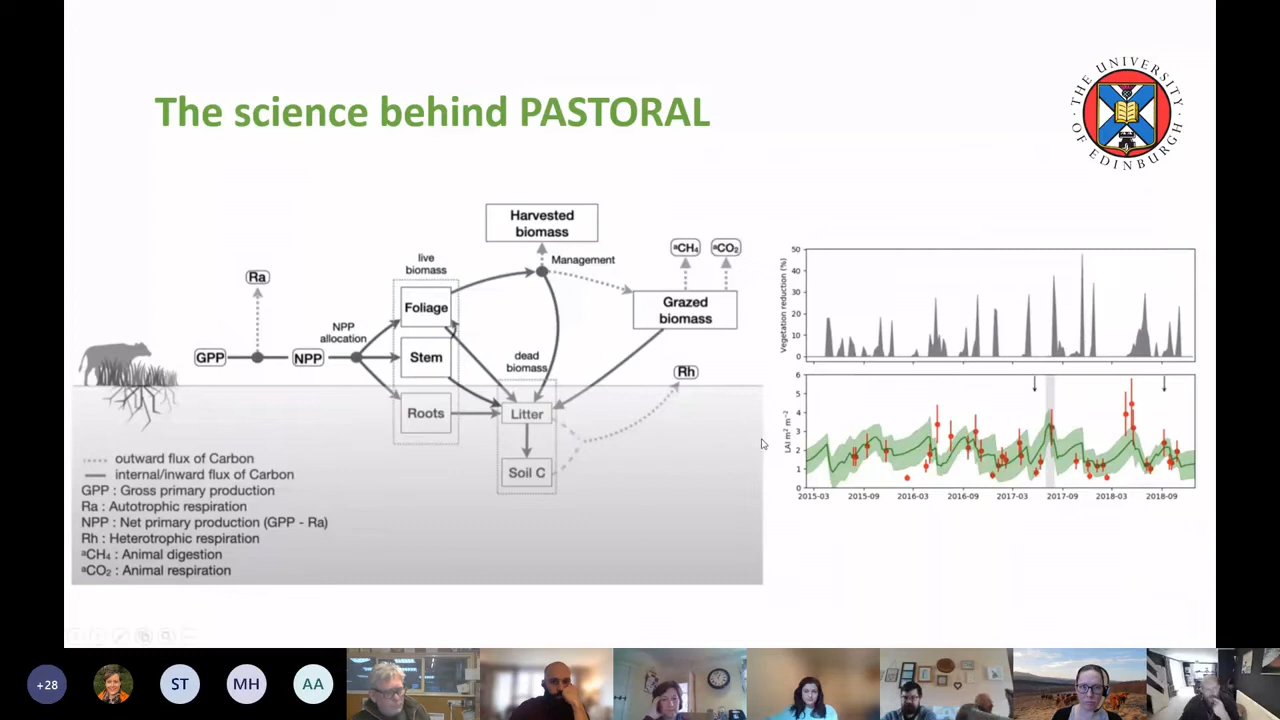 The science behind PASTORAL
THE UNIVERSITY OF EDINBURGH
Harvested
biomass
Management
ᵃCH₄
ᵃCO₂
live
biomass
Ra
Foliage
Grazed
biomass
NPP
allocation
GPP
NPP
Stem
dead
biomass
Rh
Roots
Litter
Soil C
outward flux of Carbon
internal/inward flux of Carbon
GPP : Gross primary production
Ra : Autotrophic respiration
NPP : Net primary production (GPP - Ra)
Rh : Heterotrophic respiration
ᵃCH₄ : Animal digestion
ᵃCO₂ : Animal respiration
Vegetation reduction (%)
50
40
30
20
10
0
LAI m² m⁻²
6
5
4
3
2
1
0
2015-03 2015-09 2016-03 2016-09 2017-03 2017-09 2018-03 2018-09
+28
ST
MH
AA